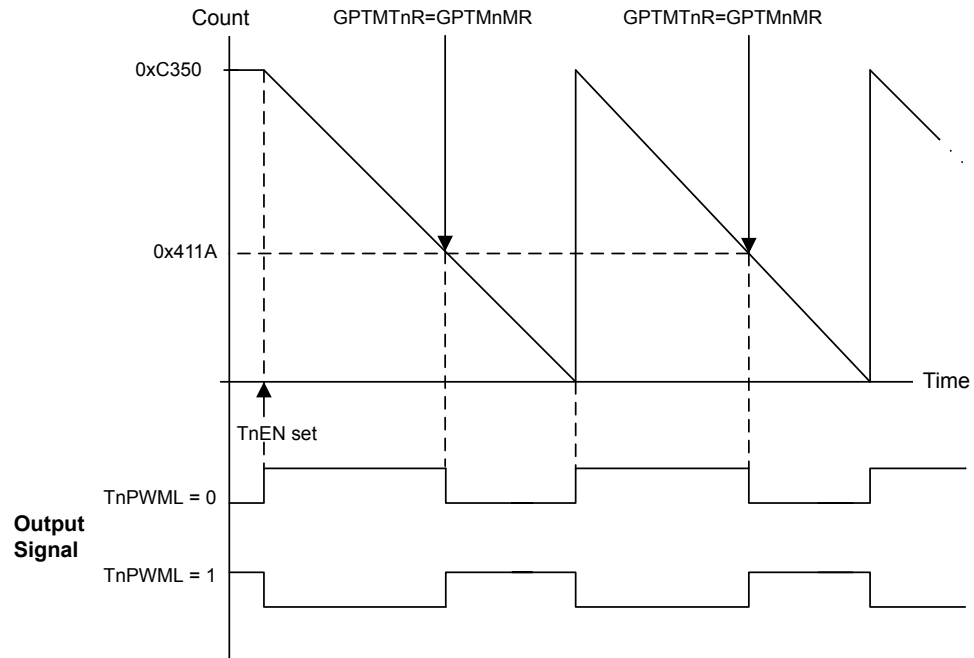 Count
GPTMTnR=GPTMnMR
GPTMTnR=GPTMnMR
0xC350
0x411A
Time
TnEN set
TnPWML = 0
Output
Signal
TnPWML = 1